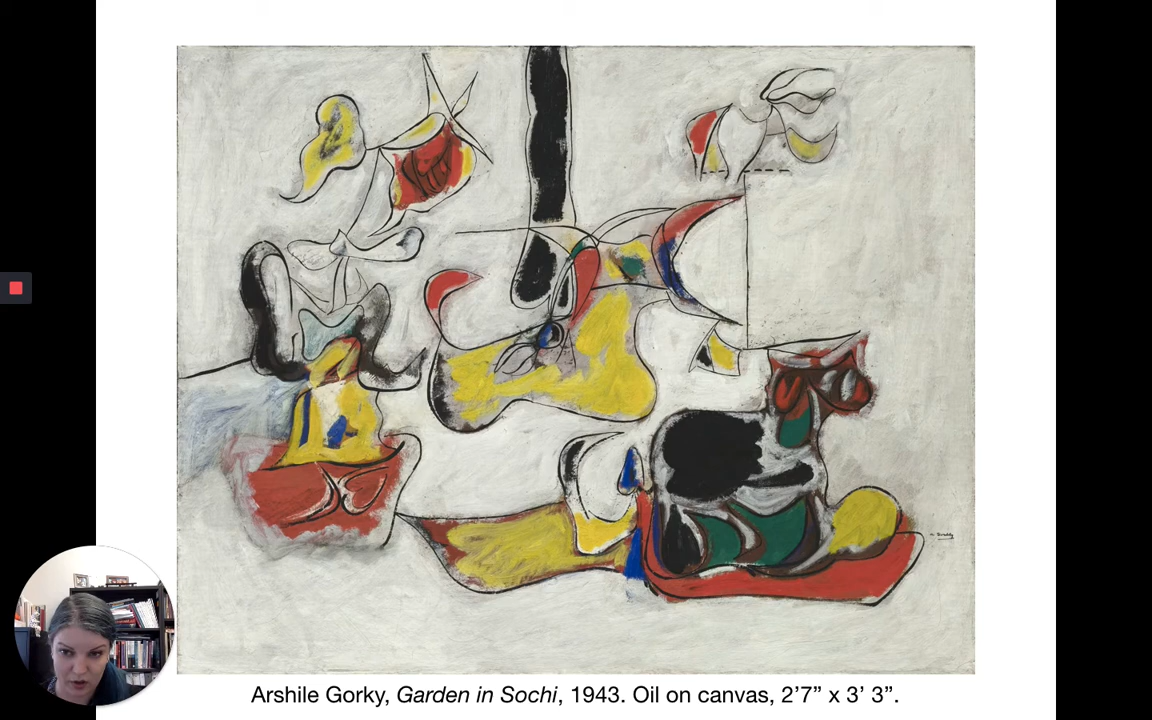 Arshile Gorky, Garden in Sochi, 1943. Oil on canvas, 2’7” x 3’ 3”.